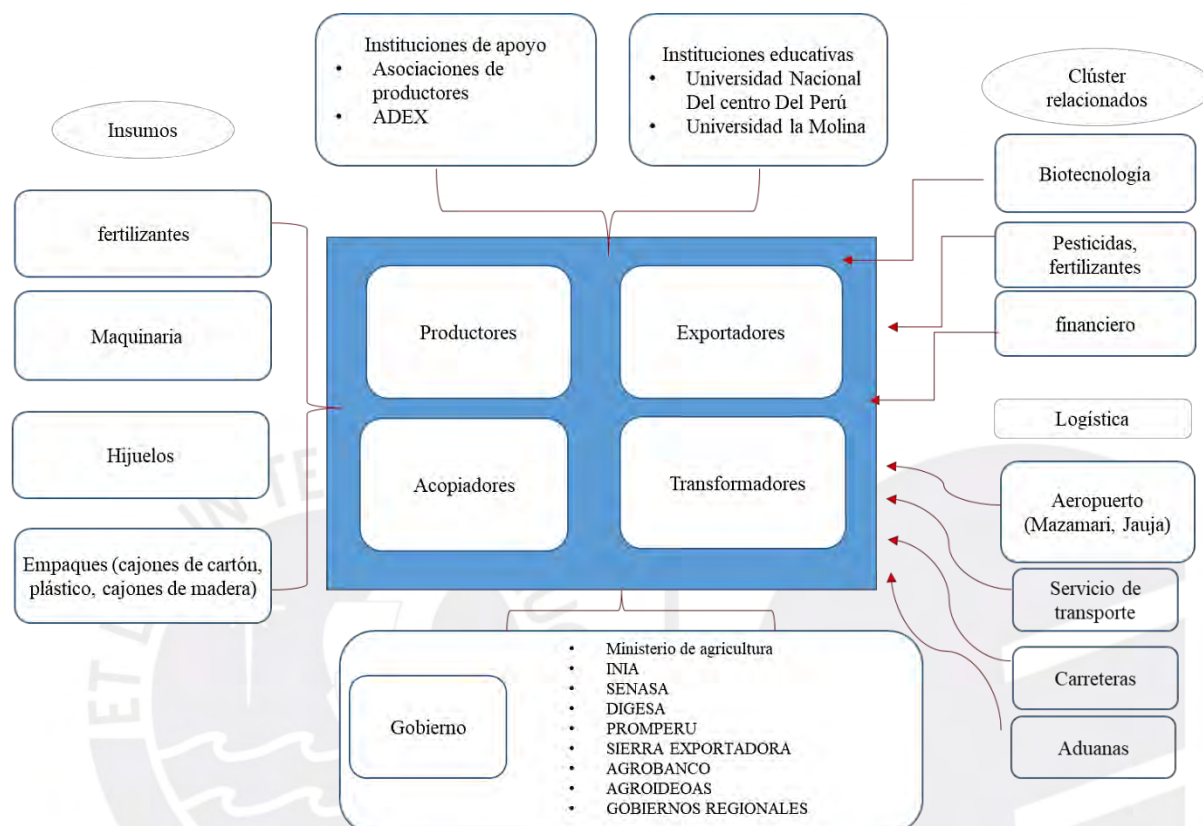 Instituciones de apoyo
• Asociaciones de
productores
• ADEX
Instituciones educativas
• Universidad Nacional
Del centro Del Perú
• Universidad la Molina
Clúster
relacionados
Insumos
Biotecnología
fertilizantes
Pesticidas,
fertilizantes
Maquinaria
Productores
Exportadores
financiero
Logística
Hijuelos
Acopiadores
Transformadores
Aeropuerto
(Mazamari, Jauja)
Empaques (cajones de cartón,
plástico, cajones de madera)
Servicio de
transporte
Carreteras
Aduanas
Gobierno
• Ministerio de agricultura
• INIA
• SENASA
• DIGESA
• PROMPERU
• SIERRA EXPORTADORA
• AGROBANCO
• AGROIDEOAS
• GOBIERNOS REGIONALES